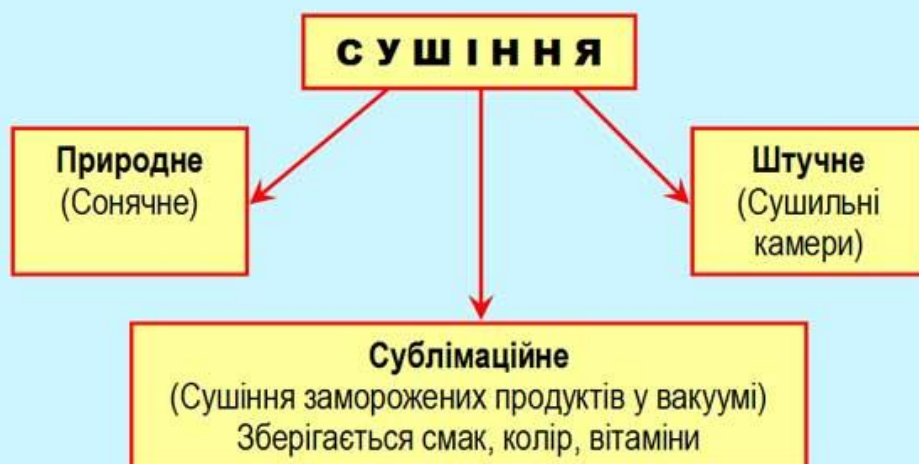 СУШІННЯ
Природне
(Сонячне)
Штучне
(Сушильні
камери)
Сублімаційне
(Сушіння заморожених продуктів у вакуумі)
Зберігається смак, колір, вітаміни